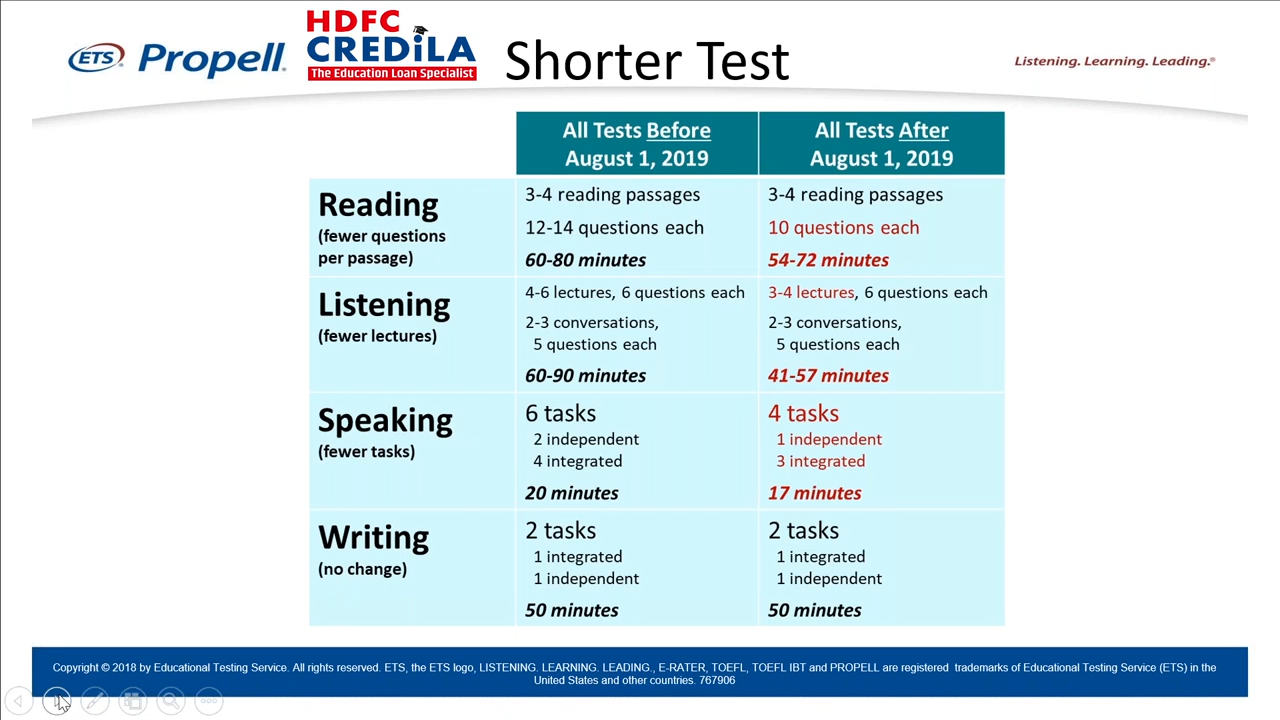 ETS Propell
HDFC
CREDiLA
The Education Loan Specialist
Shorter Test
Listening. Learning. Leading.®
All Tests Before
August 1, 2019
All Tests After
August 1, 2019
Reading
(fewer questions
per passage)
3-4 reading passages
12-14 questions each
60-80 minutes
3-4 reading passages
10 questions each
54-72 minutes
Listening
(fewer lectures)
4-6 lectures, 6 questions each
2-3 conversations,
5 questions each
60-90 minutes
3-4 lectures, 6 questions each
2-3 conversations,
5 questions each
41-57 minutes
Speaking
(fewer tasks)
6 tasks
2 independent
4 integrated
20 minutes
4 tasks
1 independent
3 integrated
17 minutes
Writing
(no change)
2 tasks
1 integrated
1 independent
50 minutes
2 tasks
1 integrated
1 independent
50 minutes
Copyright © 2018 by Educational Testing Service. All rights reserved. ETS, the ETS logo, LISTENING. LEARNING. LEADING., E-RATER, TOEFL, TOEFL IBT and PROPELL are registered trademarks of Educational Testing Service (ETS) in the
United States and other countries. 767906